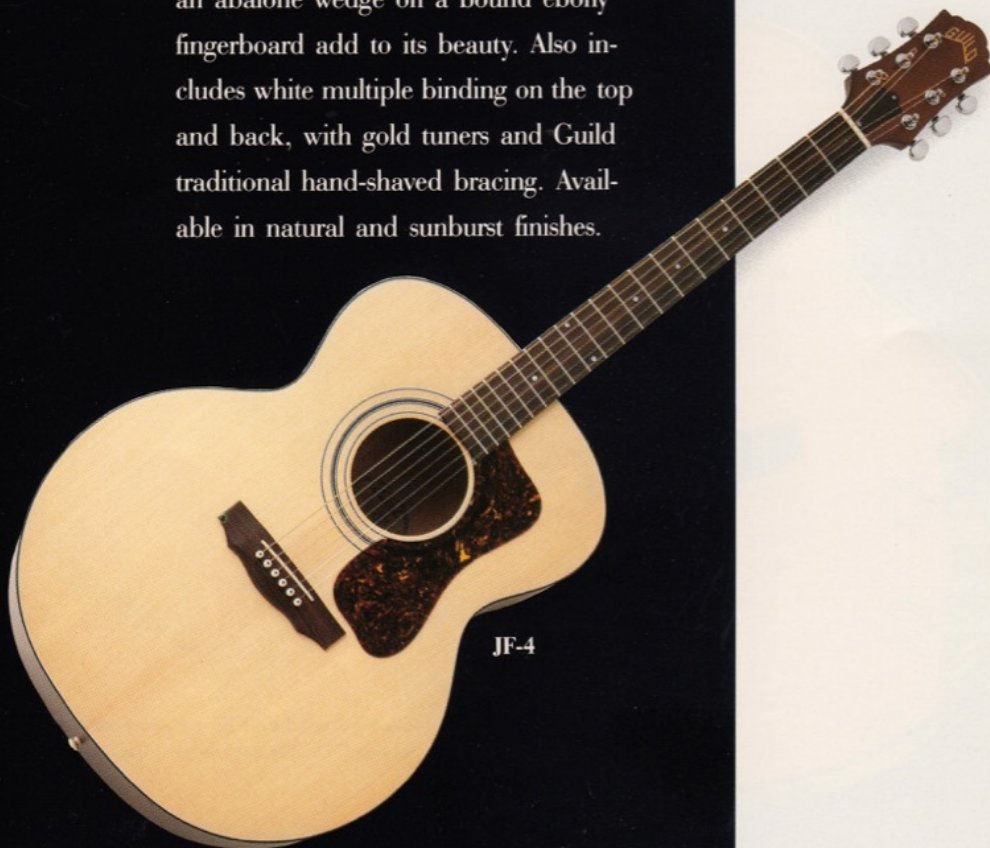 an abalone wedge on a bound ebony
fingerboard add to its beauty. Also in-
cludes white multiple binding on the top
and back, with gold tuners and Guild
traditional hand-shaved bracing. Avail-
able in natural and sunburst finishes.
GUILD
JF-4